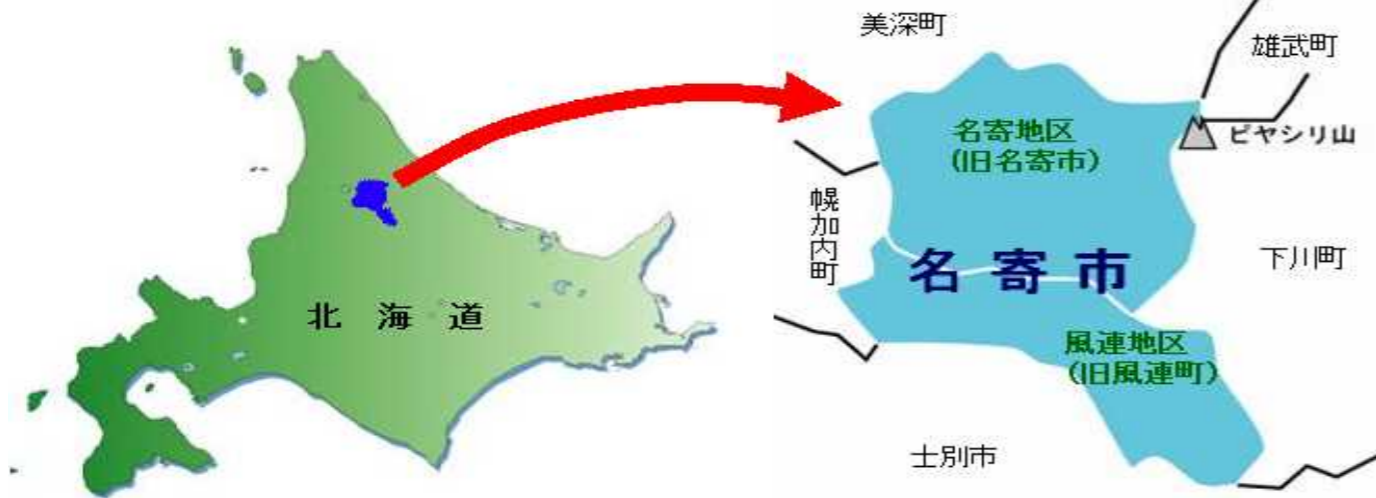 北海道
美深町
雄武町
名寄地区
(旧名寄市)
ピヤシリ山
幌加内町
名寄市
下川町
風連地区
(旧風連町)
士別市